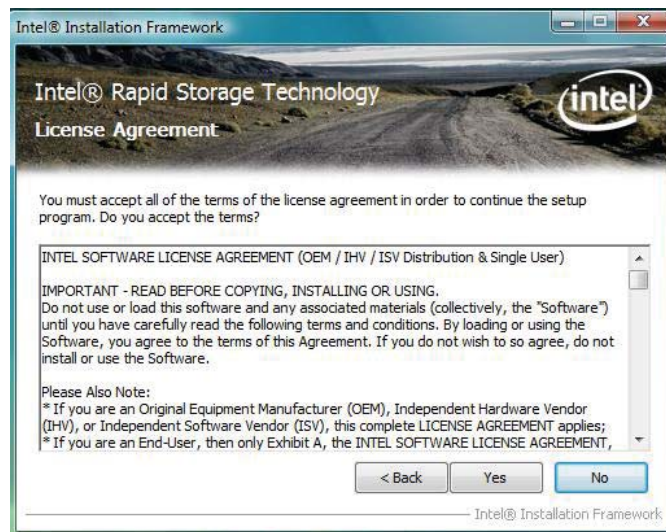 Intel® Installation Framework
Intel® Rapid Storage Technology
License Agreement
intel
You must accept all of the terms of the license agreement in order to continue the setup
program. Do you accept the terms?
INTEL SOFTWARE LICENSE AGREEMENT (OEM / IHV / ISV Distribution & Single User)
IMPORTANT - READ BEFORE COPYING, INSTALLING OR USING.
Do not use or load this software and any associated materials (collectively, the "Software")
until you have carefully read the following terms and conditions. By loading or using the
Software, you agree to the terms of this Agreement. If you do not wish to so agree, do not
install or use the Software.
Please Also Note:
* If you are an Original Equipment Manufacturer (OEM), Independent Hardware Vendor
(IHV), or Independent Software Vendor (ISV), this complete LICENSE AGREEMENT applies;
* If you are an End-User, then only Exhibit A, the INTEL SOFTWARE LICENSE AGREEMENT,
< Back Yes No
Intel® Installation Framework